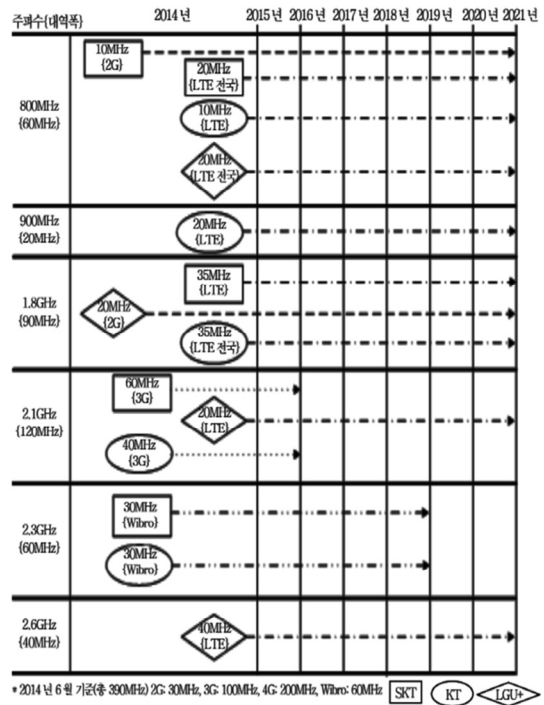 주파수{대역폭} 2014년 2015년 2016년 2017년 2018년 2019년 2020년 2021년
800MHz
{60MHz}
10MHz
{2G}
20MHz
{LTE 전국}
10MHz
{LTE}
20MHz
{LTE 전국}
900MHz
{20MHz}
20MHz
{LTE}
1.8GHz
{90MHz}
35MHz
{LTE}
20MHz
{2G}
35MHz
{LTE 전국}
2.1GHz
{120MHz}
60MHz
{3G}
20MHz
{LTE}
40MHz
{3G}
2.3GHz
{60MHz}
30MHz
{Wibro}
30MHz
{Wibro}
2.6GHz
{40MHz}
40MHz
{LTE}
* 2014년 6월 기준(총 390MHz) 2G: 30MHz, 3G: 100MHz, 4G: 200MHz, Wibro: 60MHz SKT KT LGU+